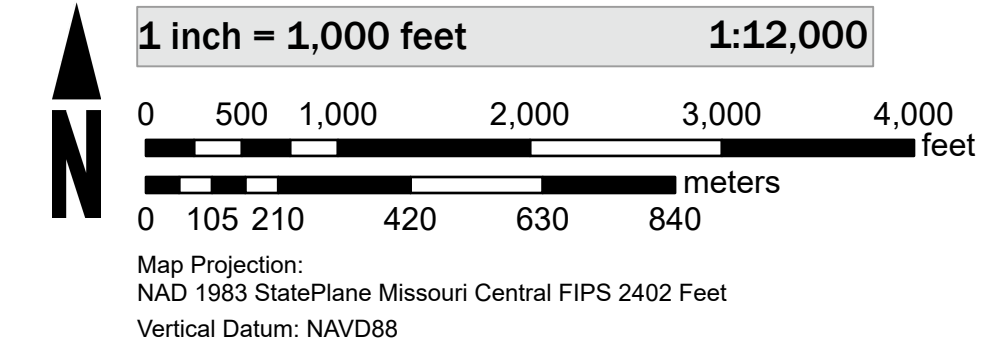 1 inch = 1,000 feet 1:12,000
0 500 1,000 2,000 3,000 4,000
feet
meters
0 105 210 420 630 840
N
Map Projection:
NAD 1983 StatePlane Missouri Central FIPS 2402 Feet
Vertical Datum: NAVD88